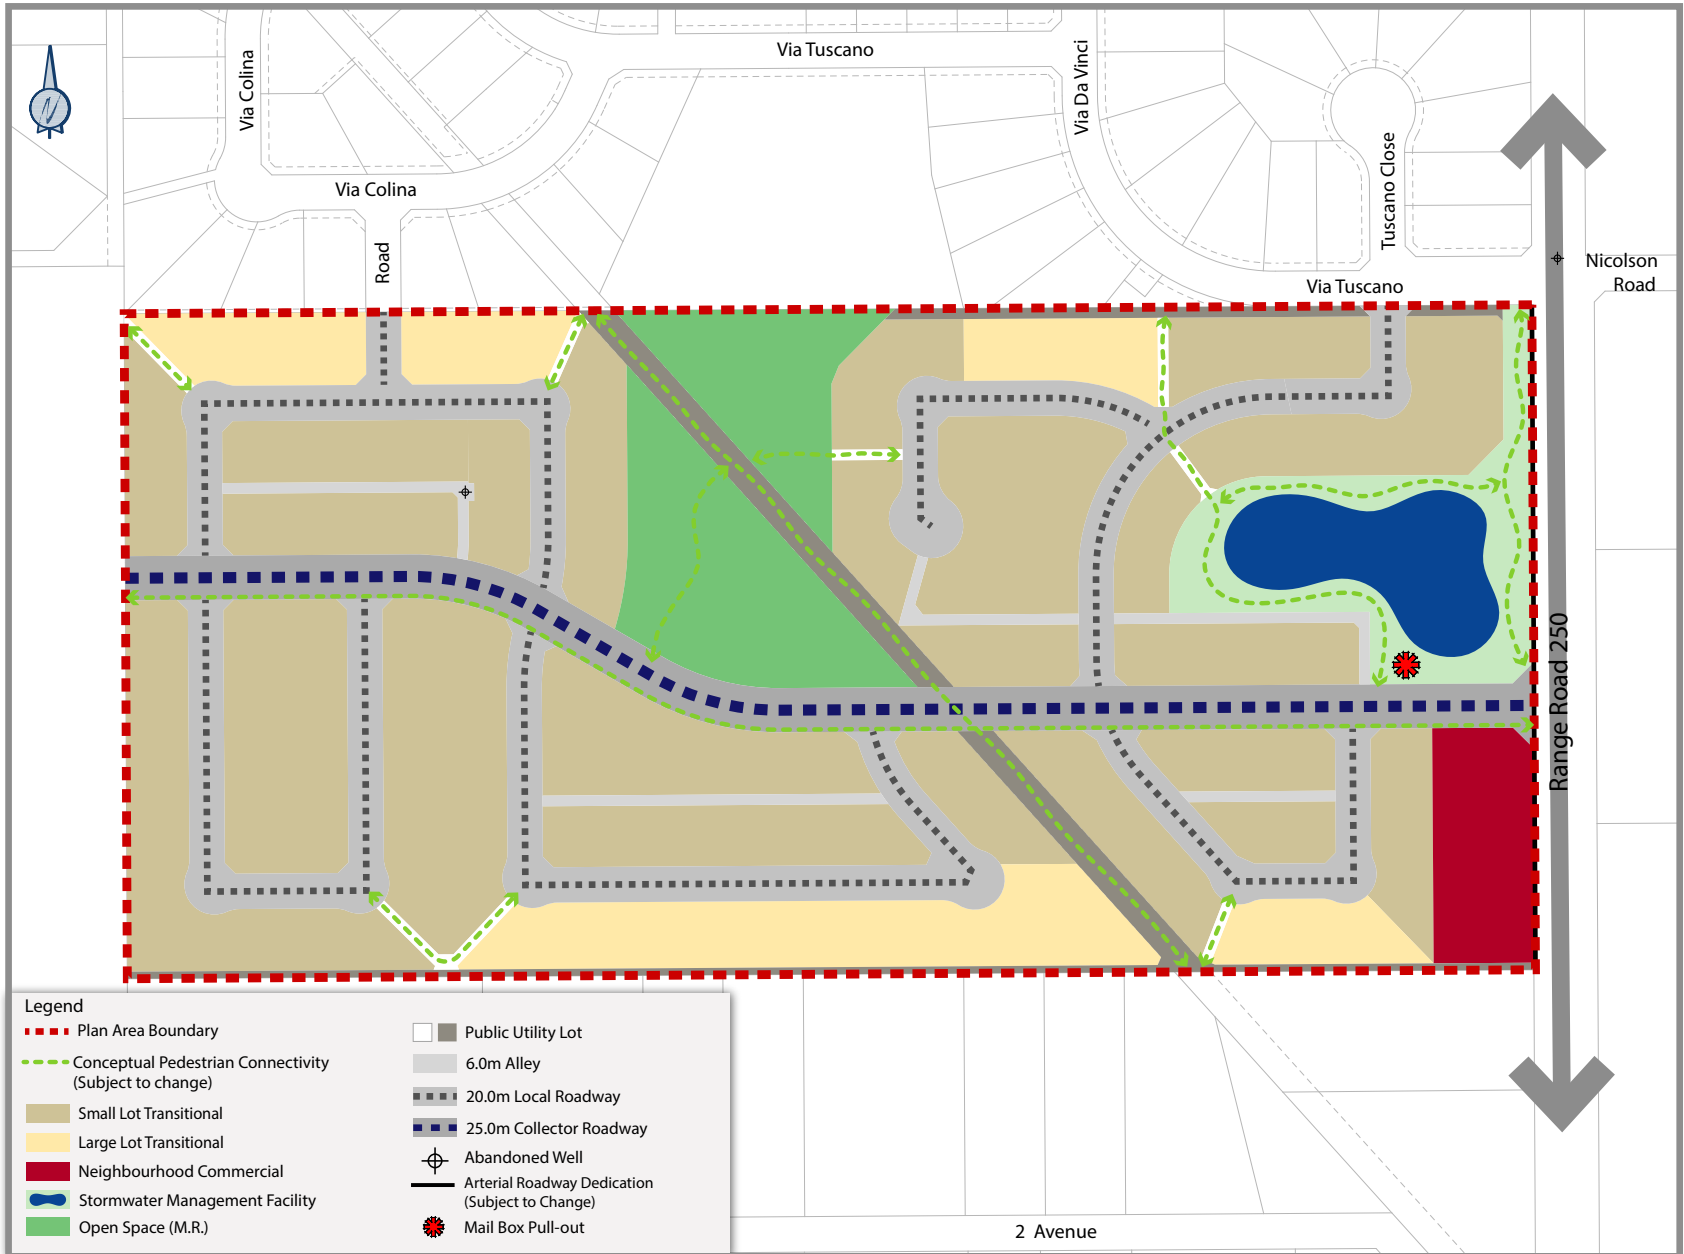 Via Tuscano
Via Colina
Via Da Vinci
Tuscano Close
Via Colina
Road
Nicolson
Road
Via Tuscano
N
Range Road 250
Legend
Plan Area Boundary
Conceptual Pedestrian Connectivity
(Subject to change)
Small Lot Transitional
Large Lot Transitional
Neighbourhood Commercial
Stormwater Management Facility
Open Space (M.R.)
Public Utility Lot
6.0m Alley
20.0m Local Roadway
25.0m Collector Roadway
Abandoned Well
Arterial Roadway Dedication
(Subject to Change)
Mail Box Pull-out
2 Avenue